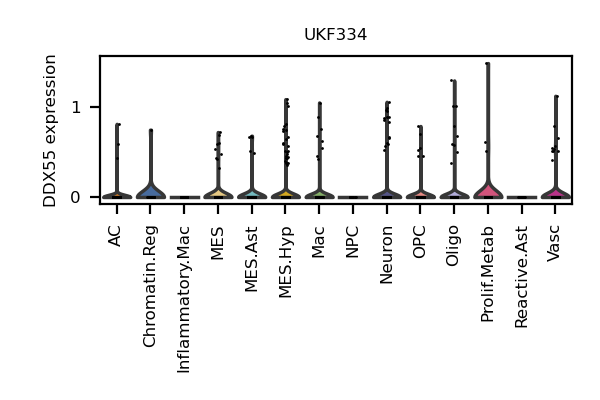 UKF334
DDX55 expression
1
0
AC
Chromatin.Reg
Inflammatory.Mac
MES
MES.Ast
MES.Hyp
Mac
NPC
Neuron
OPC
Oligo
Prolif.Metab
Reactive.Ast
Vasc